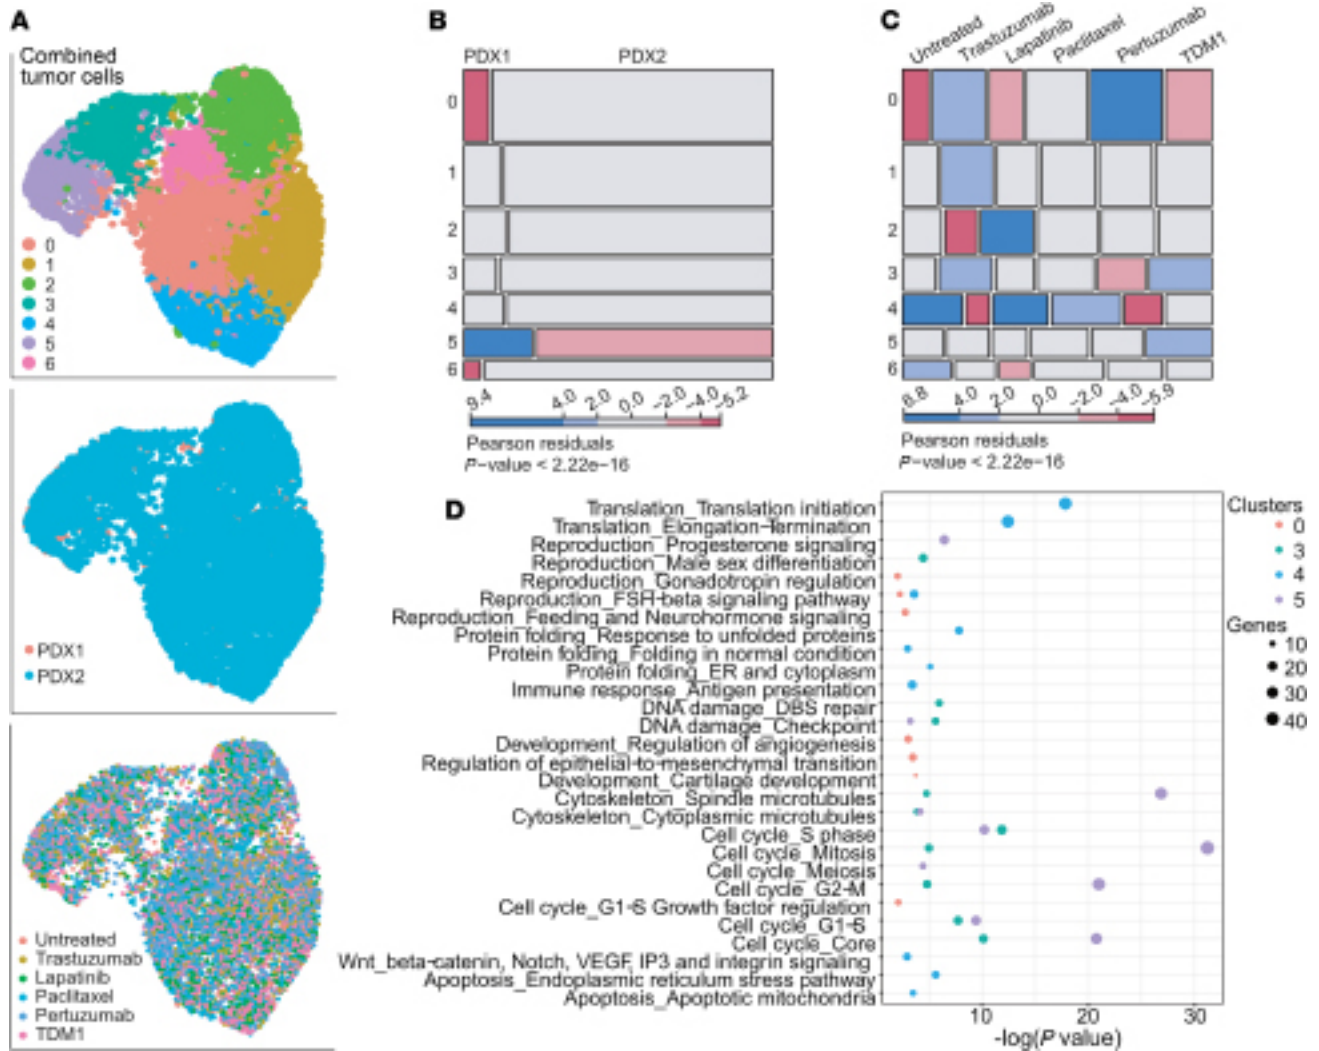 A
Combined
tumor cells
0
1
2
3
4
5
6
PDX1
PDX2
Untreated
Trastuzumab
Lapatinib
Paclitaxel
Pertuzumab
TDM1
B
PDX1 PDX2
0
1
2
3
4
5
6
9.4 4.0 2.0 0.0 -2.0 -4.0 -5.2
Pearson residuals
P-value < 2.22e-16
C
Untreated Trastuzumab Lapatinib Paclitaxel Pertuzumab TDM1
0
1
2
3
4
5
6
8.8 4.0 2.0 0.0 -2.0 -4.0 -5.9
Pearson residuals
P-value < 2.22e-16
D
Translation_Translation initiation
Translation_Elongation-Termination
Reproduction_Progesterone signaling
Reproduction_Male sex differentiation
Reproduction_Gonadotropin regulation
Reproduction_FSH-beta signaling pathway
Reproduction_Feeding and Neurohormone signaling
Protein folding_Response to unfolded proteins
Protein folding_Folding in normal condition
Protein folding_ER and cytoplasm
Immune response_Antigen presentation
DNA damage_DBS repair
DNA damage_Checkpoint
Development_Regulation of angiogenesis
Regulation of epithelial-to-mesenchymal transition
Development_Cartilage development
Cytoskeleton_Spindle microtubules
Cytoskeleton_Cytoplasmic microtubules
Cell cycle_S phase
Cell cycle_Mitosis
Cell cycle_Meiosis
Cell cycle_G2-M
Cell cycle_G1-S Growth factor regulation
Cell cycle_G1-S
Cell cycle_Core
Wnt_beta-catenin, Notch, VEGF, IP3 and integrin signaling
Apoptosis_Endoplasmic reticulum stress pathway
Apoptosis_Apoptotic mitochondria
10 20 30
-log(P value)
Clusters
0
3
4
5
Genes
10
20
30
40